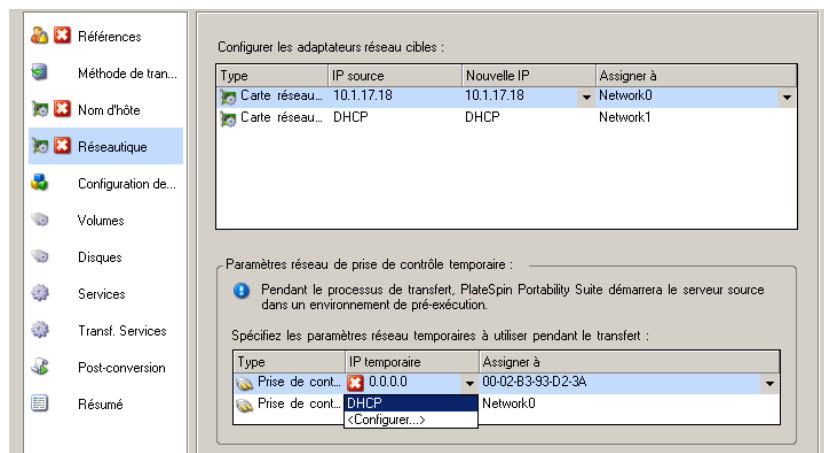 Références
Méthode de tran...
Nom d'hôte
Réseautique
Configuration de...
Volumes
Disques
Services
Transf. Services
Post-conversion
Résumé
Configurer les adaptateurs réseau cibles :
Type IP source Nouvelle IP Assigner à
Carte réseau... 10.1.17.18 10.1.17.18 Network0
Carte réseau... DHCP DHCP Network1
Paramètres réseau de prise de contrôle temporaire :
Pendant le processus de transfert, PlateSpin Portability Suite démarrera le serveur source
dans un environnement de pré-exécution.
Spécifiez les paramètres réseau temporaires à utiliser pendant le transfert :
Type IP temporaire Assigner à
Prise de cont... 0.0.0.0 00-02-B3-93-D2-3A
Prise de cont... DHCP Network0
<Configurer...>